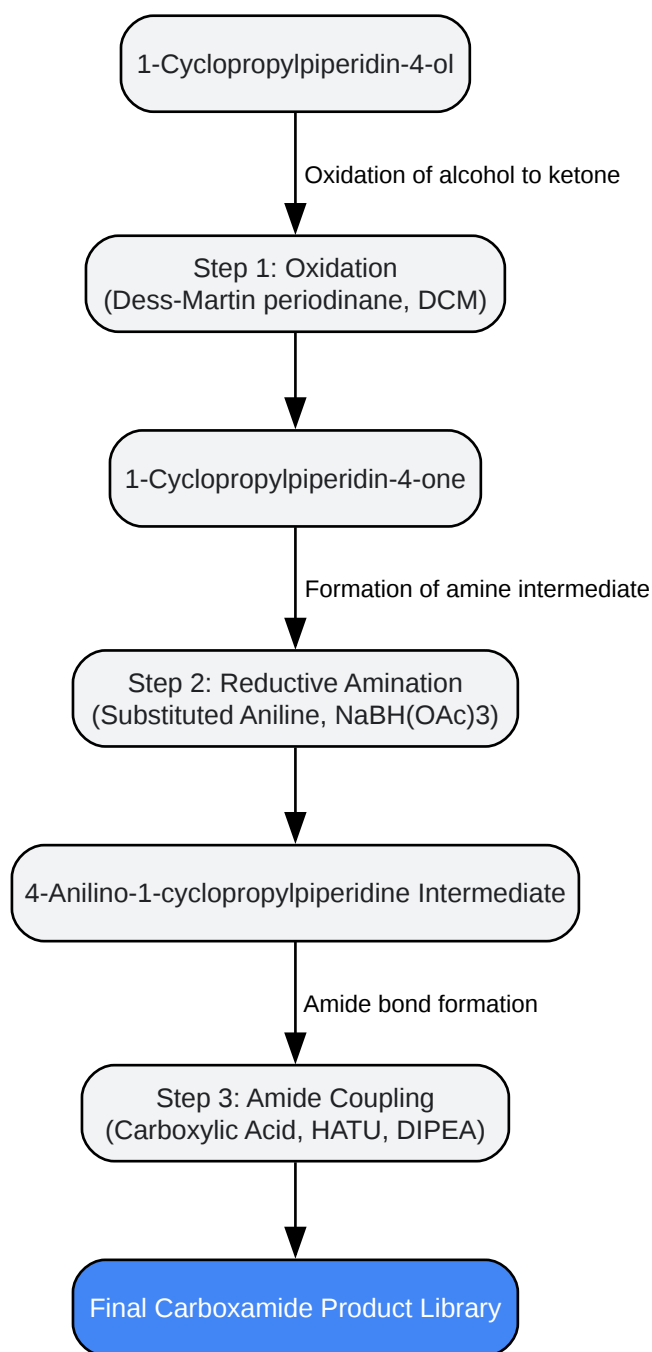 1-Cyclopropylpiperidin-4-ol
Oxidation of alcohol to ketone
Step 1: Oxidation
(Dess-Martin periodinane, DCM)
1-Cyclopropylpiperidin-4-one
Formation of amine intermediate
Step 2: Reductive Amination
(Substituted Aniline, NaBH(OAc)3)
4-Anilino-1-cyclopropylpiperidine Intermediate
Amide bond formation
Step 3: Amide Coupling
(Carboxylic Acid, HATU, DIPEA)
Final Carboxamide Product Library